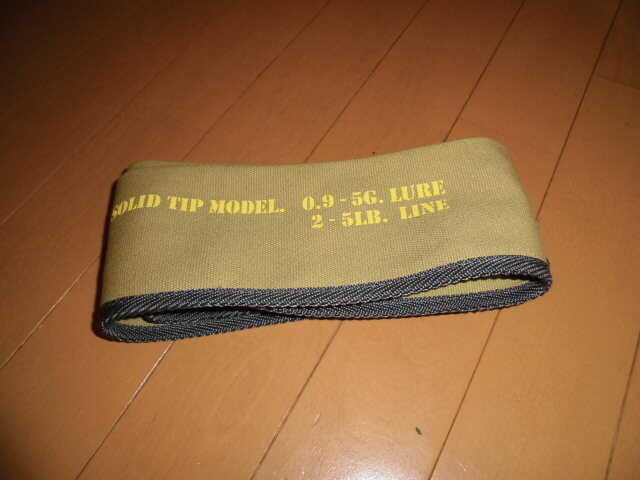 SOLID TIP MODEL. 0.9 - 5G. LURE
2 - 5LB. LINE